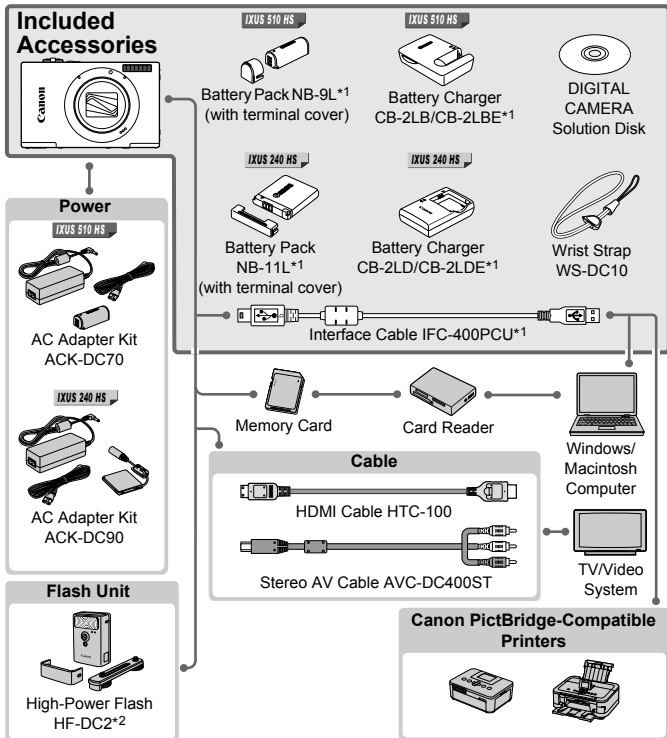 Included
Accessories
Canon
IXUS 510 HS
Battery Pack NB-9L*1
(with terminal cover)
IXUS 510 HS
Battery Charger
CB-2LB/CB-2LBE*1
DIGITAL
CAMERA
Solution Disk
IXUS 240 HS
Battery Pack
NB-11L*1
(with terminal cover)
IXUS 240 HS
Battery Charger
CB-2LD/CB-2LDE*1
Wrist Strap
WS-DC10
Interface Cable IFC-400PCU*1
Power
IXUS 510 HS
AC Adapter Kit
ACK-DC70
IXUS 240 HS
AC Adapter Kit
ACK-DC90
Memory Card
Card Reader
Windows/
Macintosh
Computer
Cable
HDMI Cable HTC-100
Stereo AV Cable AVC-DC400ST
TV/Video
System
Flash Unit
High-Power Flash
HF-DC2*2
Canon PictBridge-Compatible
Printers